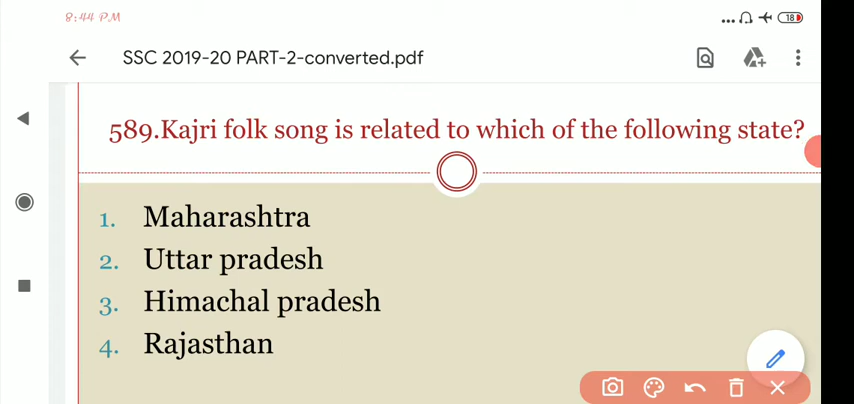 8:44 PM
18
SSC 2019-20 PART-2-converted.pdf
589.Kajri folk song is related to which of the following state?
1. Maharashtra
2. Uttar pradesh
3. Himachal pradesh
4. Rajasthan